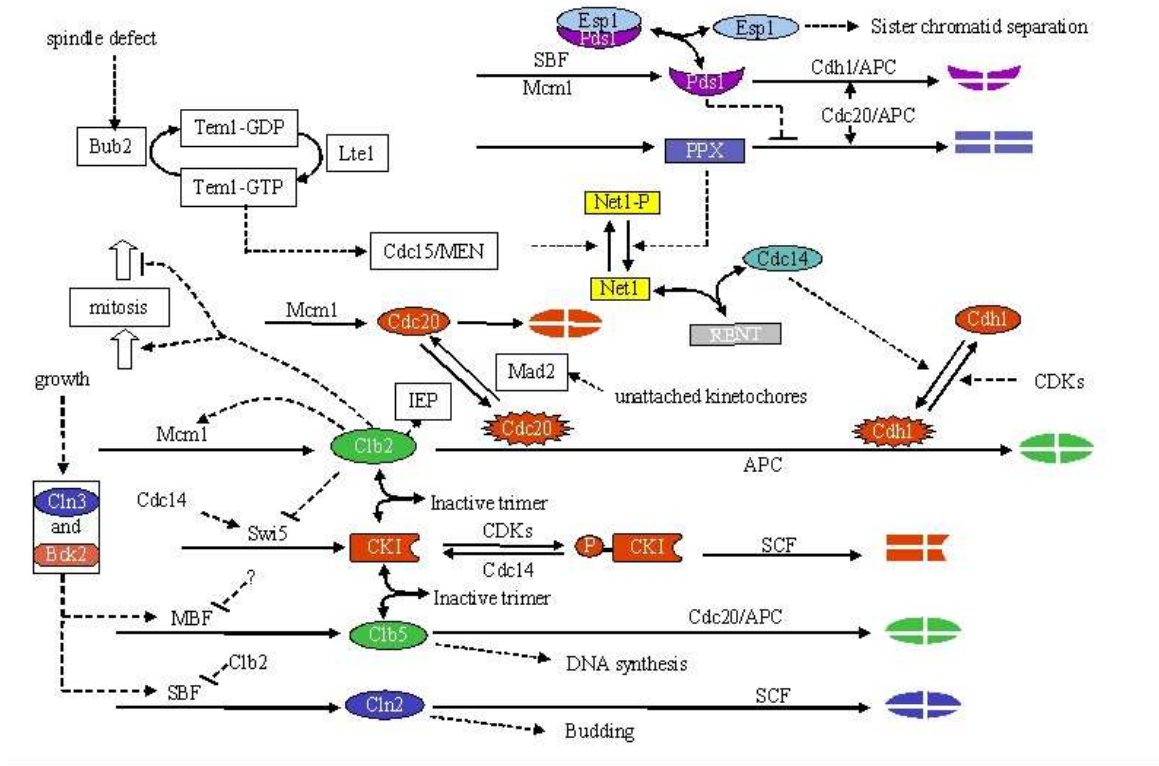 Esp1
Pds1
Esp1
Sister chromatid separation
spindle defect
SBF
Mcm1
Pds1
Cdh1/APC
Cdc20/APC
Bub2
Tem1-GDP
Lte1
Tem1-GTP
PPX
Net1-P
Cdc15/MEN
Cdc14
Net1
RENT
mitosis
Mcm1
Cdc20
Cdh1
Mad2
unattached kinetochores
CDKs
growth
IEP
Mcm1
Clb2
Cdc20
Cdh1
APC
Cln3
and
Bck2
Cdc14
Inactive trimer
Swi5
CKI
CDKs
Cdc14
P
CKI
SCF
?
Inactive trimer
MBF
Clb5
Cdc20/APC
DNA synthesis
Clb2
SBF
Cln2
SCF
Budding